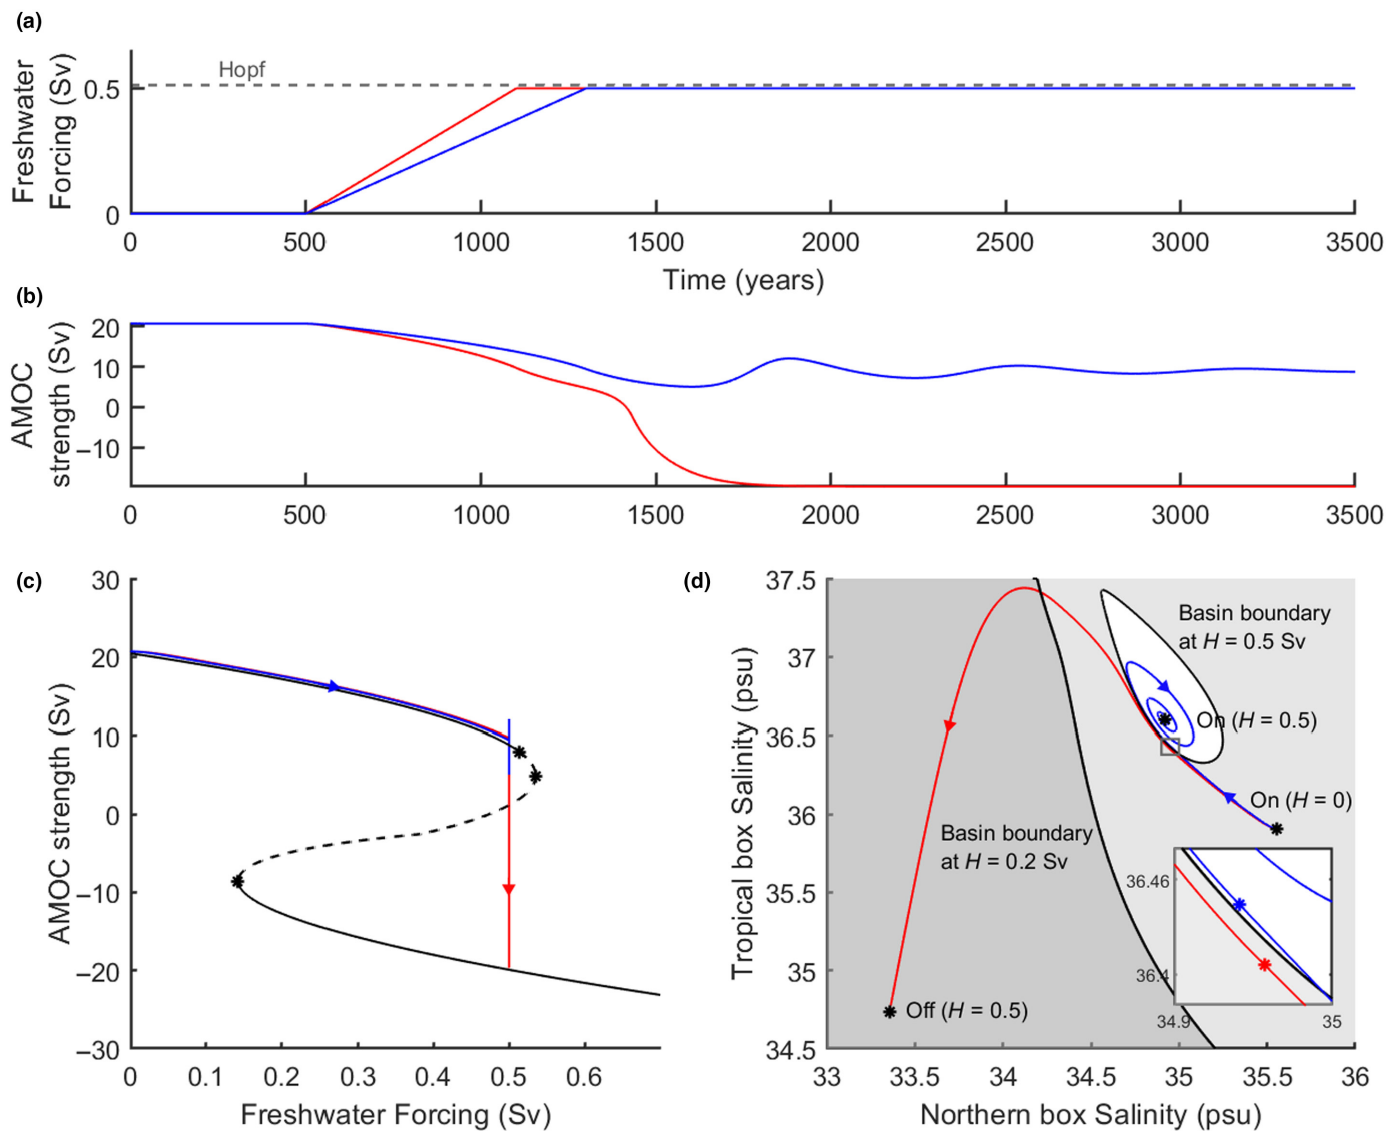 (a)
Freshwater
Forcing (Sv)
Hopf
0.5
0
0 500 1000 1500 2000 2500 3000 3500
Time (years)
(b)
AMOC
strength (Sv)
20
10
0
−10
0 500 1000 1500 2000 2500 3000 3500
(c)
AMOC strength (Sv)
30
20
10
0
−10
−20
−30
0 0.1 0.2 0.3 0.4 0.5 0.6
Freshwater Forcing (Sv)
(d)
Tropical box Salinity (psu)
37.5
37
36.5
36
35.5
35
34.5
Basin boundary
at H = 0.5 Sv
On (H = 0.5)
On (H = 0)
Basin boundary
at H = 0.2 Sv
Off (H = 0.5)
36.46
36.4
34.9 35
33 33.5 34 34.5 35 35.5 36
Northern box Salinity (psu)